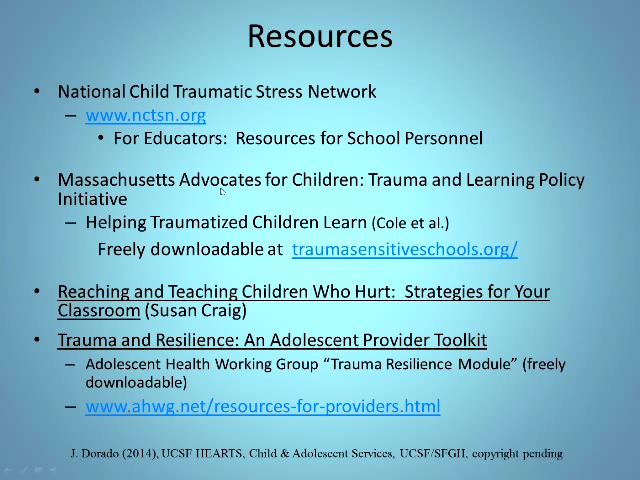 Resources
• National Child Traumatic Stress Network
– www.nctsn.org
• For Educators: Resources for School Personnel
• Massachusetts Advocates for Children: Trauma and Learning Policy
Initiative
– Helping Traumatized Children Learn (Cole et al.)
Freely downloadable at traumasensitiveschools.org/
• Reaching and Teaching Children Who Hurt: Strategies for Your
Classroom (Susan Craig)
• Trauma and Resilience: An Adolescent Provider Toolkit
– Adolescent Health Working Group “Trauma Resilience Module” (freely
downloadable)
– www.ahwg.net/resources-for-providers.html
J. Dorado (2014), UCSF HEARTS, Child & Adolescent Services, UCSF/SFGH, copyright pending